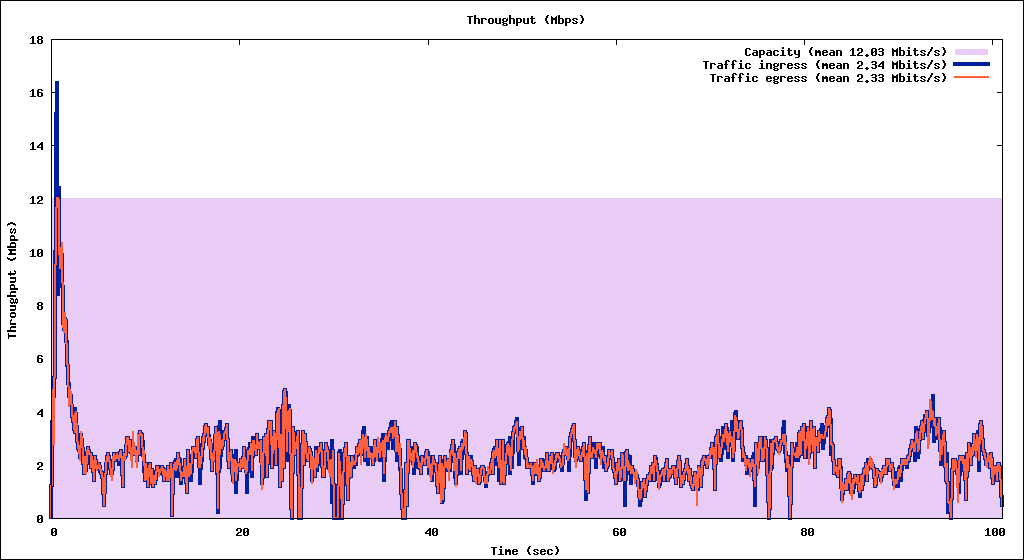 Throughput (Mbps)
Capacity (mean 12.03 Mbits/s)
Traffic ingress (mean 2.34 Mbits/s)
Traffic egress (mean 2.33 Mbits/s)
Throughput (Mbps)
18
16
14
12
10
8
6
4
2
0
0 20 40 60 80 100
Time (sec)